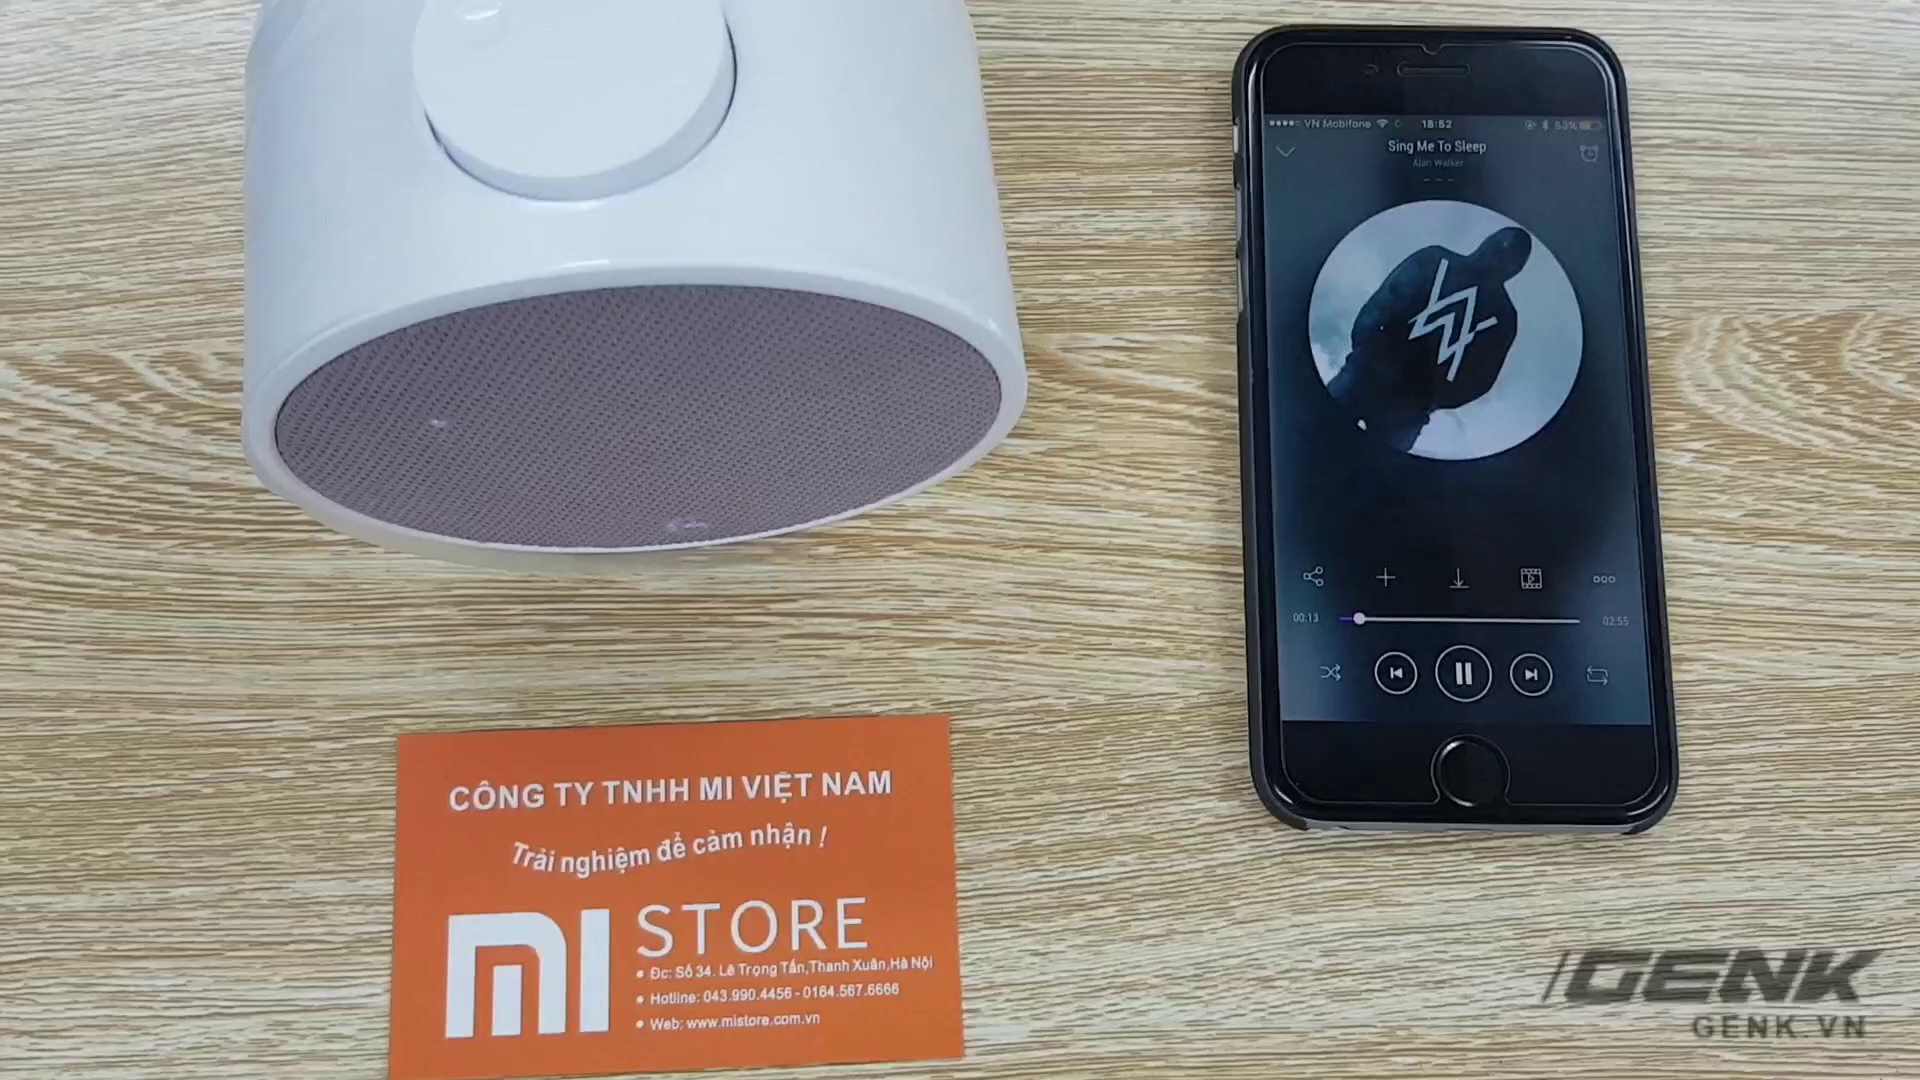 VN Mobifone 18:52 53%
Sing Me To Sleep
Alan Walker
00:13 02:55
CÔNG TY TNHH MI VIỆT NAM
Trải nghiệm để cảm nhận !
MI STORE
Đc: Số 34. Lê Trọng Tấn,Thanh Xuân,Hà Nội
Hotline: 043.990.4456 - 0164.567.6666
Web: www.mistore.com.vn
GENK
GENK.VN